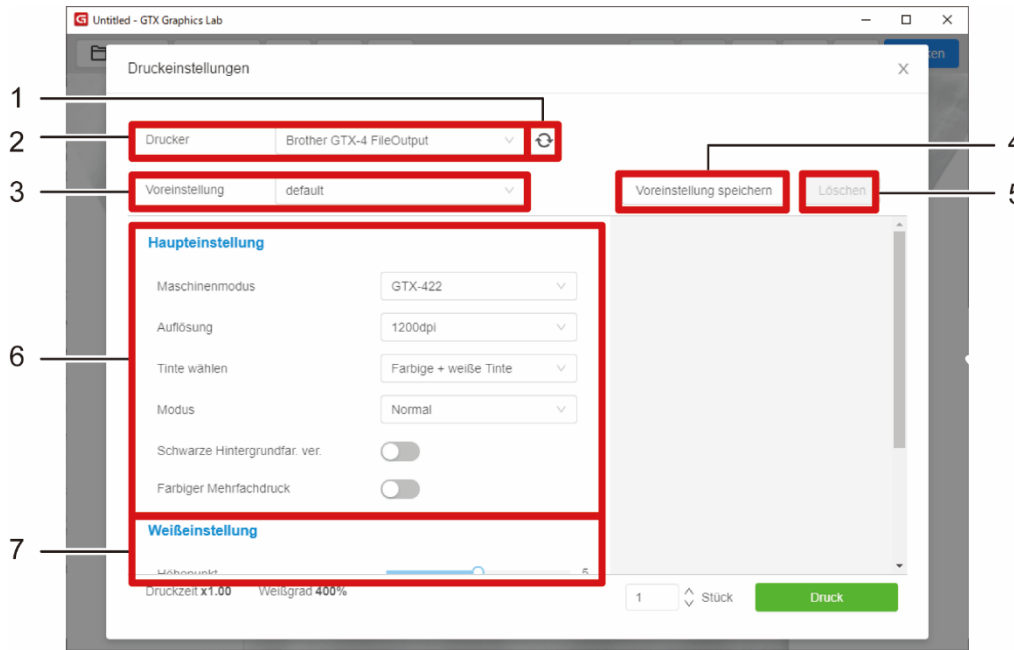 Untitled - GTX Graphics Lab
Druckeinstellungen
1
2
Drucker
Brother GTX-4 FileOutput
4
3
Voreinstellung
default
Voreinstellung speichern
Löschen
5
Haupteinstellung
Maschinenmodus
GTX-422
Auflösung
1200dpi
6
Tinte wählen
Farbige + weiße Tinte
Modus
Normal
Schwarze Hintergrundfar. ver.
Farbiger Mehrfachdruck
Weißeinstellung
7
Höhepunkt
5
Druckzeit x1.00
Weißgrad 400%
1
Stück
Druck